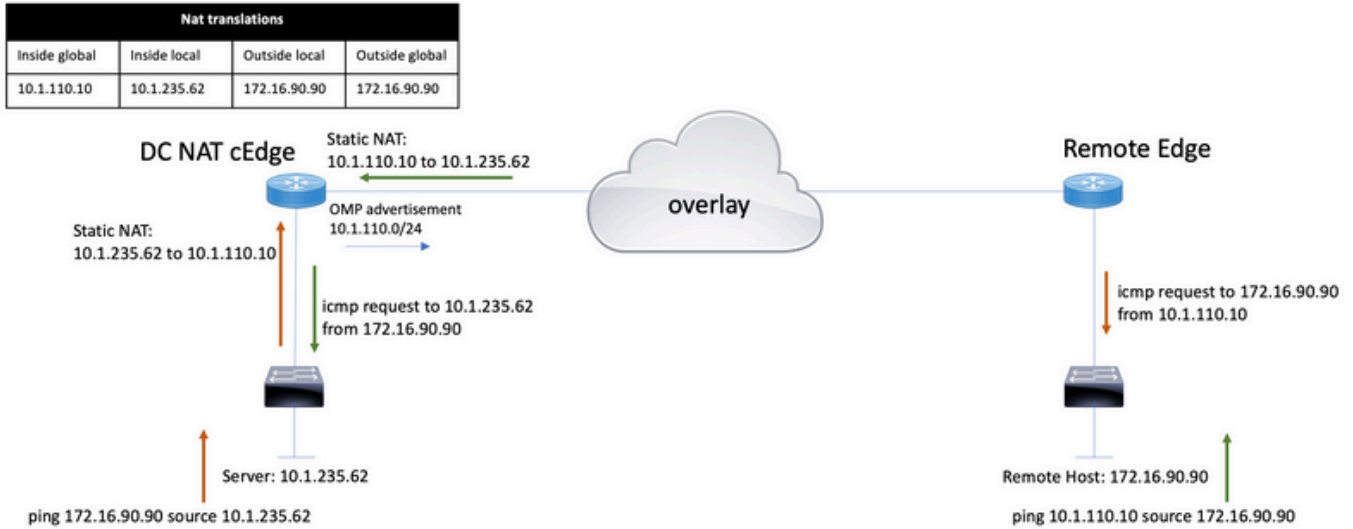 Nat translations
Inside global Inside local Outside local Outside global
10.1.110.10 10.1.235.62 172.16.90.90 172.16.90.90
DC NAT cEdge
Static NAT:
10.1.110.10 to 10.1.235.62
Remote Edge
overlay
OMP advertisement
10.1.110.0/24
Static NAT:
10.1.235.62 to 10.1.110.10
icmp request to 10.1.235.62
from 172.16.90.90
icmp request to 172.16.90.90
from 10.1.110.10
Server: 10.1.235.62
Remote Host: 172.16.90.90
ping 172.16.90.90 source 10.1.235.62
ping 10.1.110.10 source 172.16.90.90